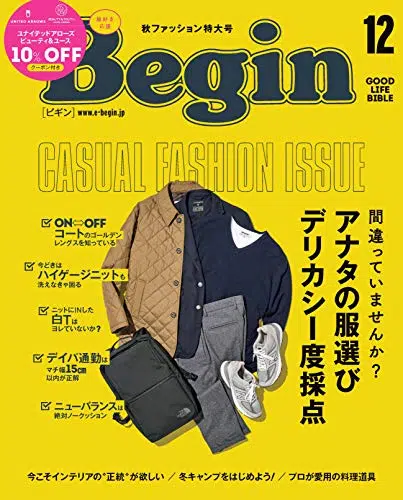 UNITED ARROWS
ユナイテッドアローズ
ビューティ&ユース
10%OFF
クーポン付き
服好き
応援
秋ファッション特大号
Begin
12
GOOD
LIFE
BIBLE
[ビギン] www.e-begin.jp
CASUAL FASHION ISSUE
間違っていませんか?
アナタの服選び
デリカシー度採点
ON⇔OFF
コートのゴールデン
レングスを知っている
今どきは
ハイゲージニットも
洗えなきゃ困る
ニットにINした
白Tは
ヨレていないか?
デイパ通勤は
マチ幅15㎝
以内が正解
ニューバランスは
絶対ノークッション
THE
NORTH
FACE
今こそインテリアの“正統”が欲しい / 冬キャンプをはじめよう! / プロが愛用の料理道具